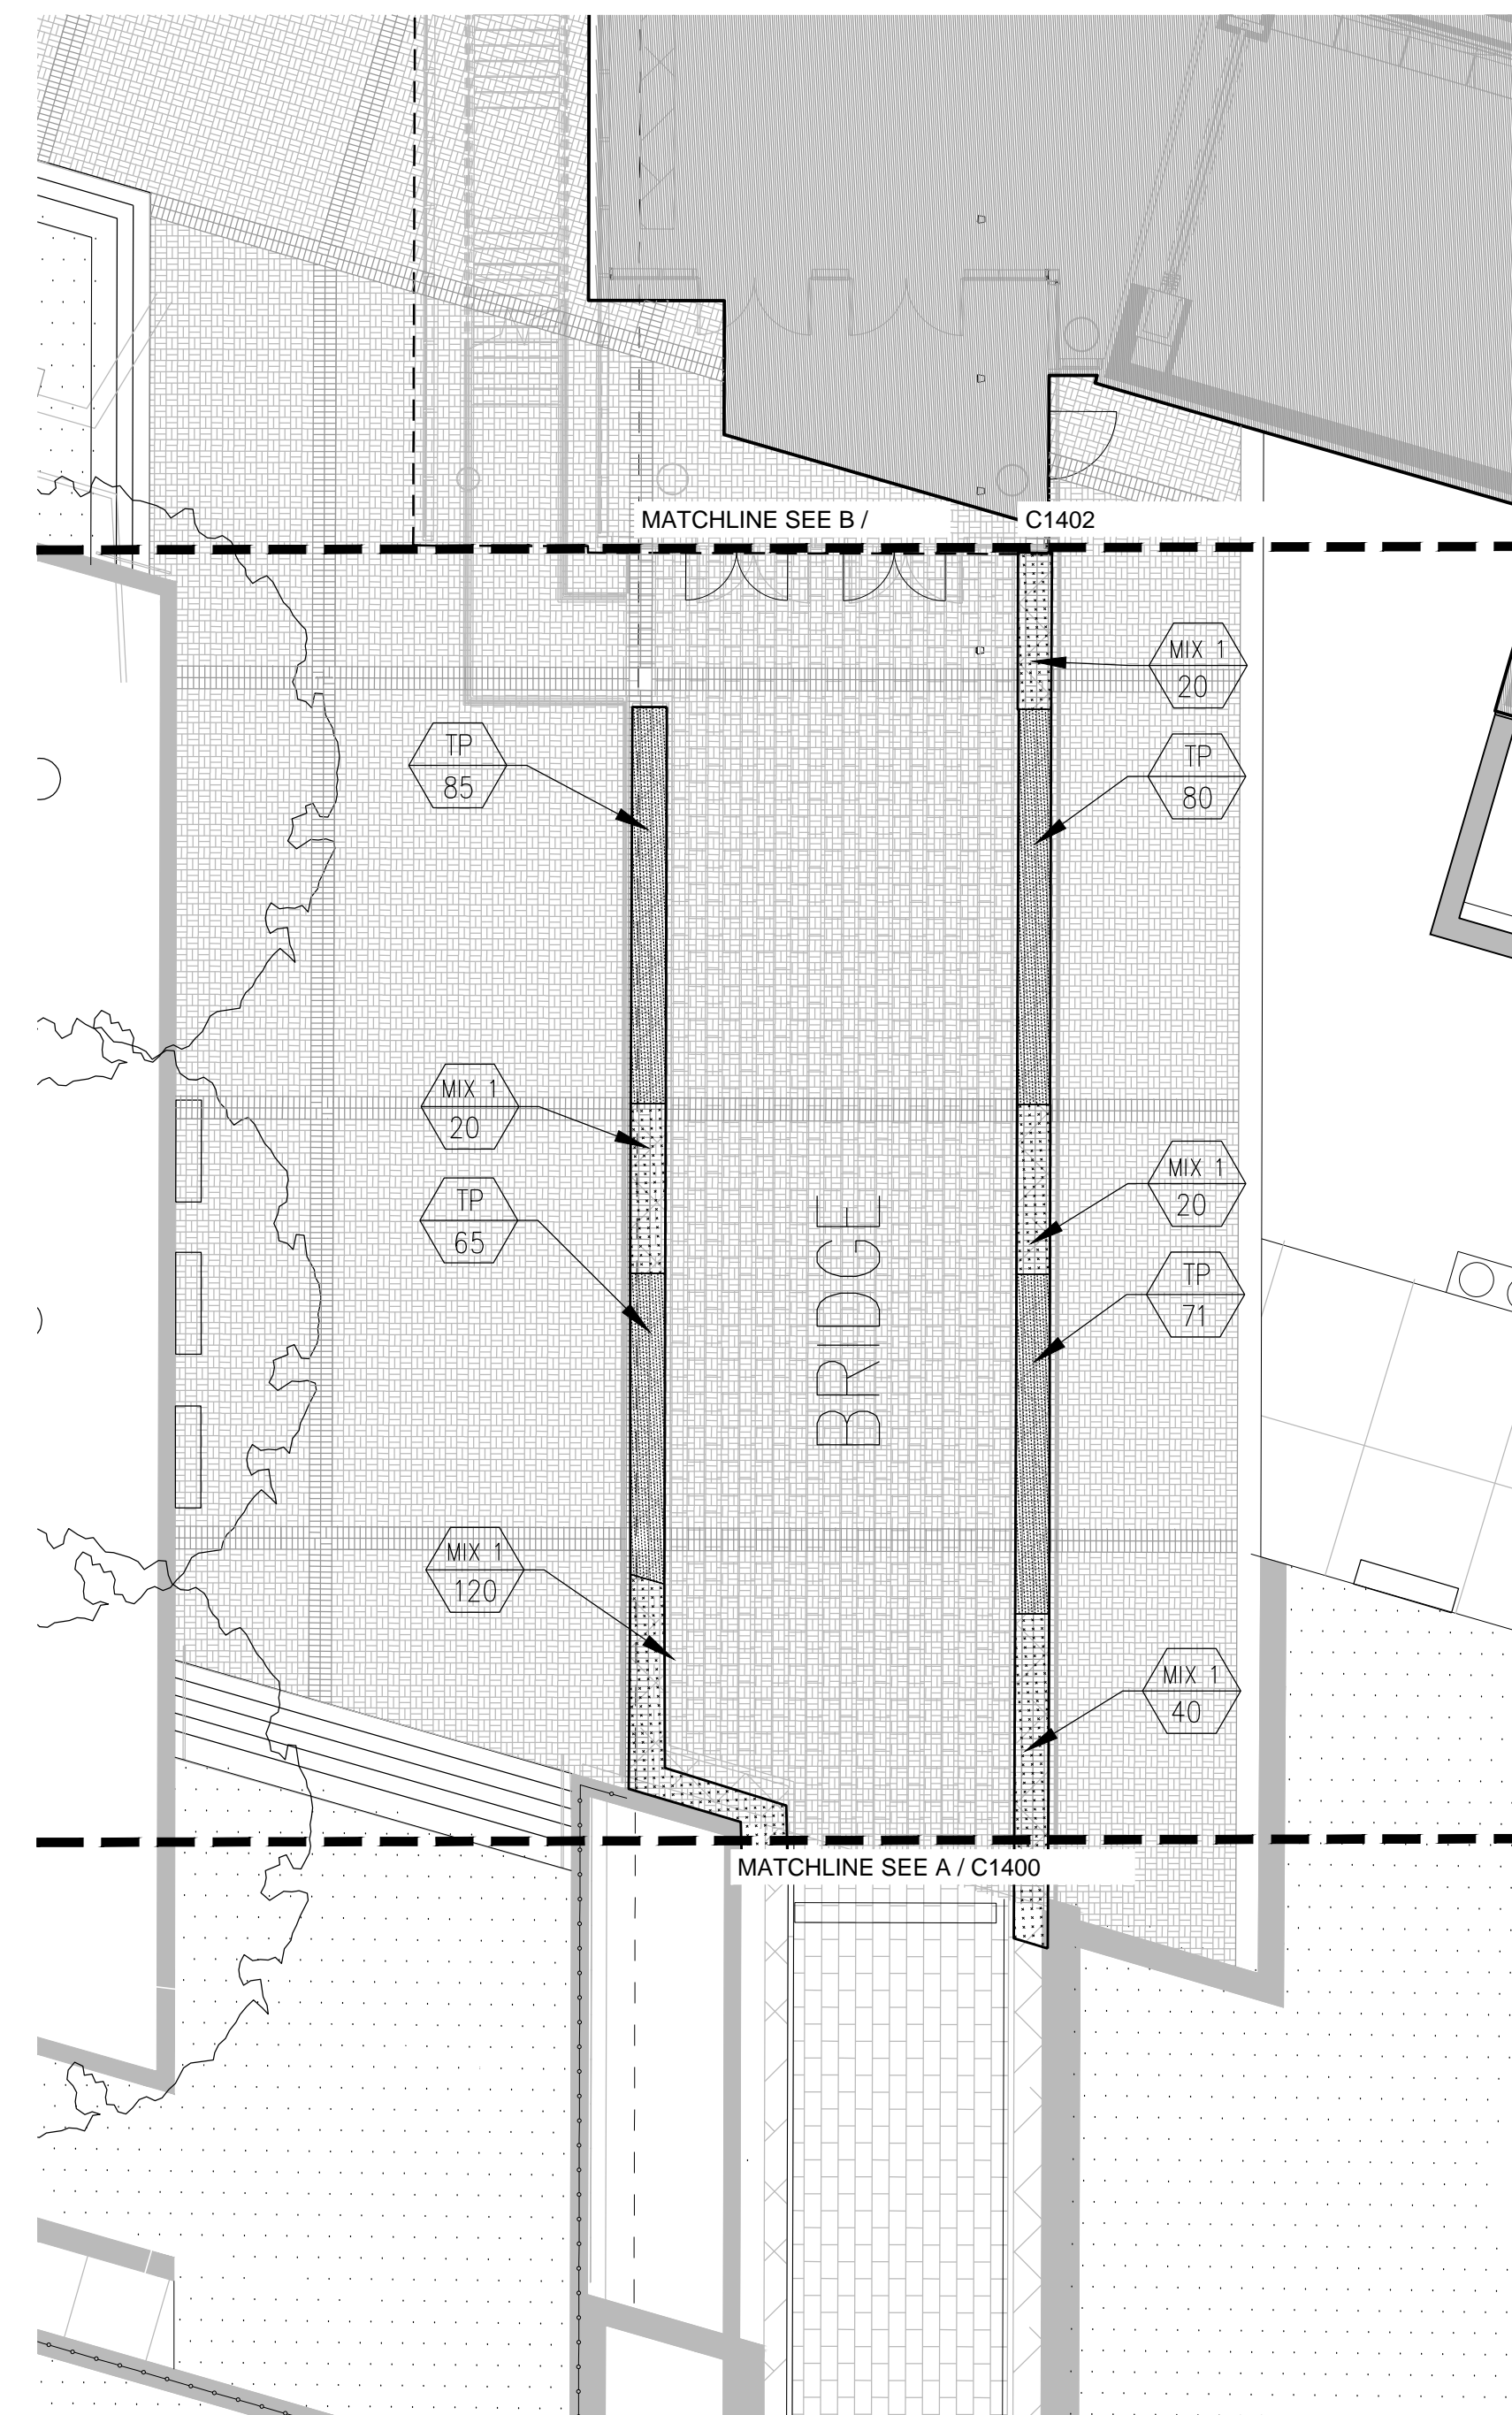 MATCHLINE SEE B / C1402
MIX 1
20
TP
85
TP
80
MIX 1
20
MIX 1
20
TP
65
TP
71
BRIDGE
MIX 1
120
MIX 1
40
MATCHLINE SEE A / C1400